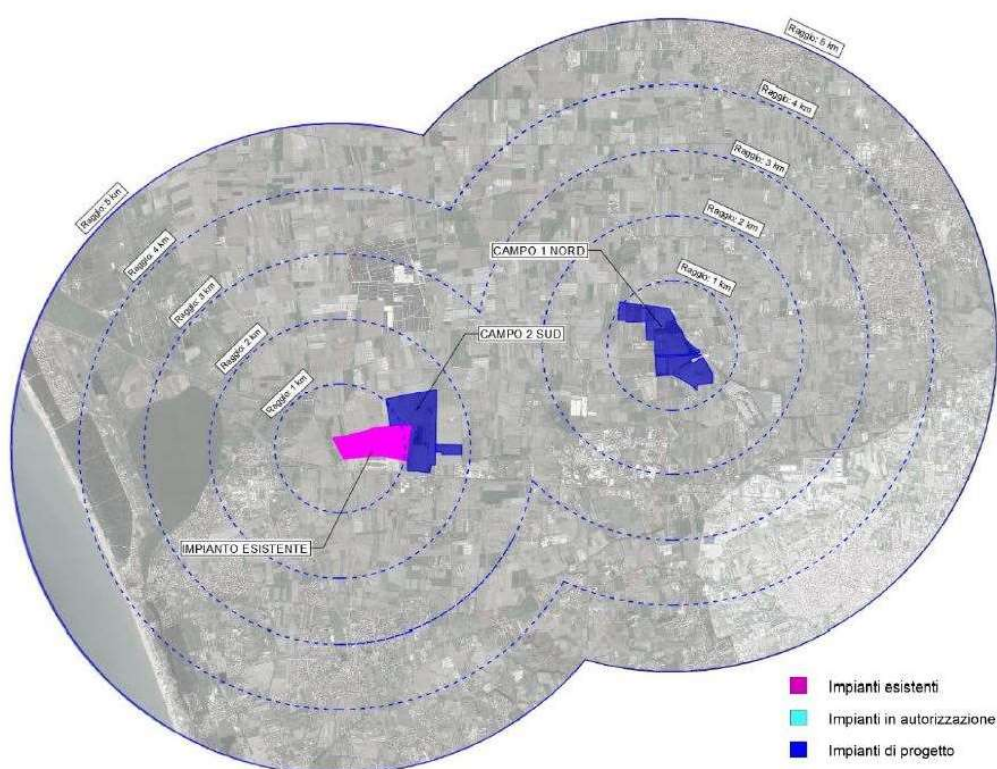 Raggio: 5 km
Raggio: 4 km
Raggio: 3 km
Raggio: 2 km
Raggio: 1 km
CAMPO 1 NORD
Raggio: 5 km
Raggio: 4 km
Raggio: 3 km
Raggio: 2 km
Raggio: 1 km
CAMPO 2 SUD
IMPIANTO ESISTENTE
Impianti esistenti
Impianti in autorizzazione
Impianti di progetto